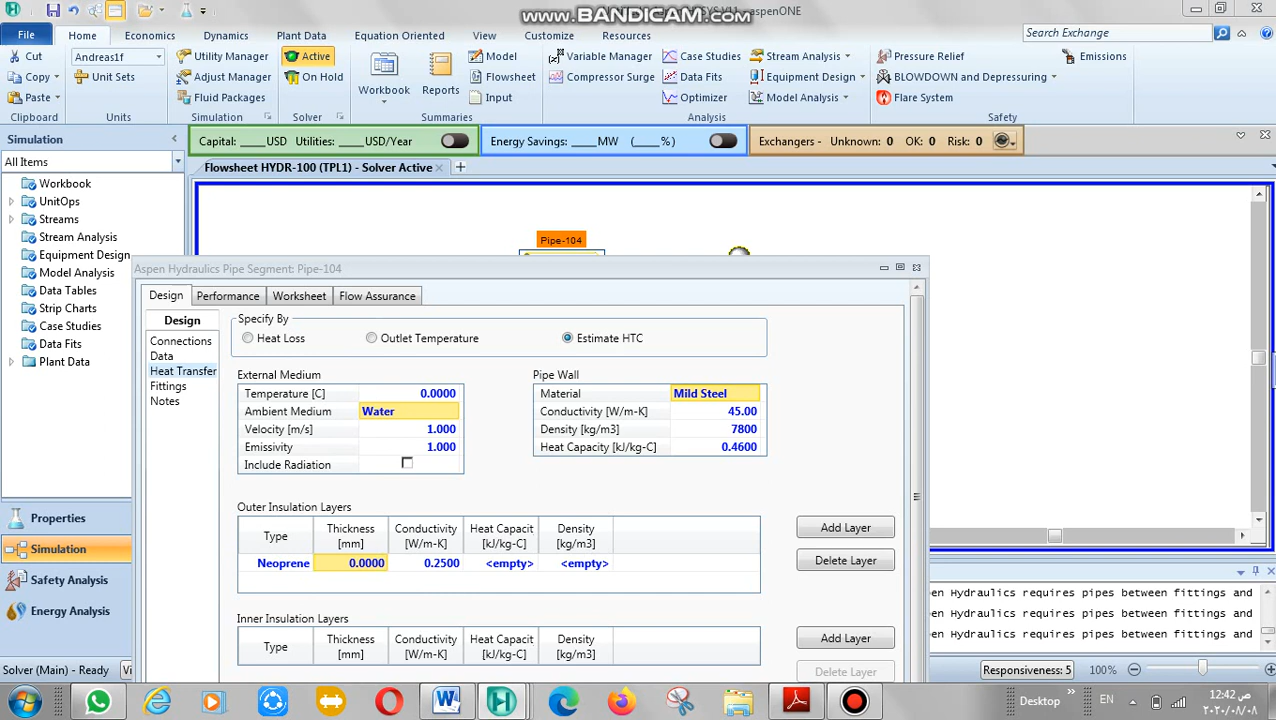 www.BANDICAM.com
YSYS V11 - aspenONE
File
Home
Economics
Dynamics
Plant Data
Equation Oriented
View
Customize
Resources
Search Exchange
Cut
Copy
Paste
Clipboard
Andreas1f
Unit Sets
Units
Utility Manager
Adjust Manager
Fluid Packages
Simulation
Active
On Hold
Solver
Workbook
Reports
Model
Flowsheet
Input
Summaries
Variable Manager
Compressor Surge
Case Studies
Data Fits
Optimizer
Stream Analysis
Equipment Design
Model Analysis
Analysis
Pressure Relief
BLOWDOWN and Depressuring
Flare System
Emissions
Safety
Simulation
Capital: ____USD Utilities: ____USD/Year
Energy Savings: ____MW (____%)
Exchangers - Unknown: 0 OK: 0 Risk: 0
All Items
Flowsheet HYDR-100 (TPL1) - Solver Active
Workbook
UnitOps
Streams
Stream Analysis
Equipment Design
Model Analysis
Data Tables
Strip Charts
Case Studies
Data Fits
Plant Data
Properties
Simulation
Safety Analysis
Energy Analysis
Pipe-104
Aspen Hydraulics Pipe Segment: Pipe-104
Design
Performance
Worksheet
Flow Assurance
Design
Connections
Data
Heat Transfer
Fittings
Notes
Specify By
Heat Loss
Outlet Temperature
Estimate HTC
External Medium
Temperature [C] 0.0000
Ambient Medium Water
Velocity [m/s] 1.000
Emissivity 1.000
Include Radiation
Pipe Wall
Material Mild Steel
Conductivity [W/m-K] 45.00
Density [kg/m3] 7800
Heat Capacity [kJ/kg-C] 0.4600
Outer Insulation Layers
Type Thickness [mm] Conductivity [W/m-K] Heat Capacit [kJ/kg-C] Density [kg/m3]
Neoprene 0.0000 0.2500 <empty> <empty>
Add Layer
Delete Layer
Inner Insulation Layers
Type Thickness [mm] Conductivity [W/m-K] Heat Capacit [kJ/kg-C] Density [kg/m3]
Add Layer
Delete Layer
pen Hydraulics requires pipes between fittings and
pen Hydraulics requires pipes between fittings and
pen Hydraulics requires pipes between fittings and
Solver (Main) - Ready
Vi
Responsiveness: 5
100%
Desktop
EN
12:42 ص
٢٠٢٠/٠٨/٠٨